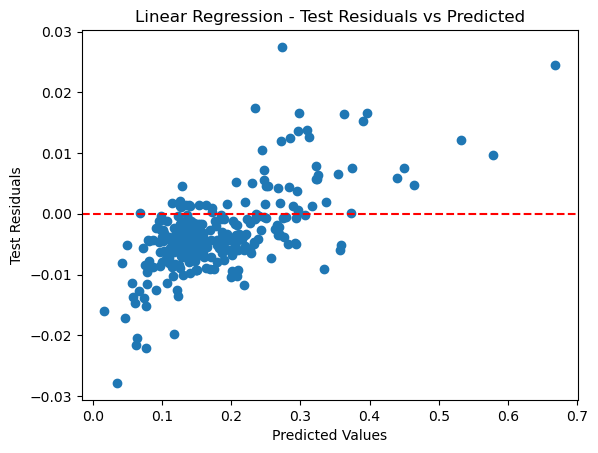 Linear Regression - Test Residuals vs Predicted
0.03
0.02
0.01
0.00
−0.01
−0.02
−0.03
Test Residuals
0.0 0.1 0.2 0.3 0.4 0.5 0.6 0.7
Predicted Values